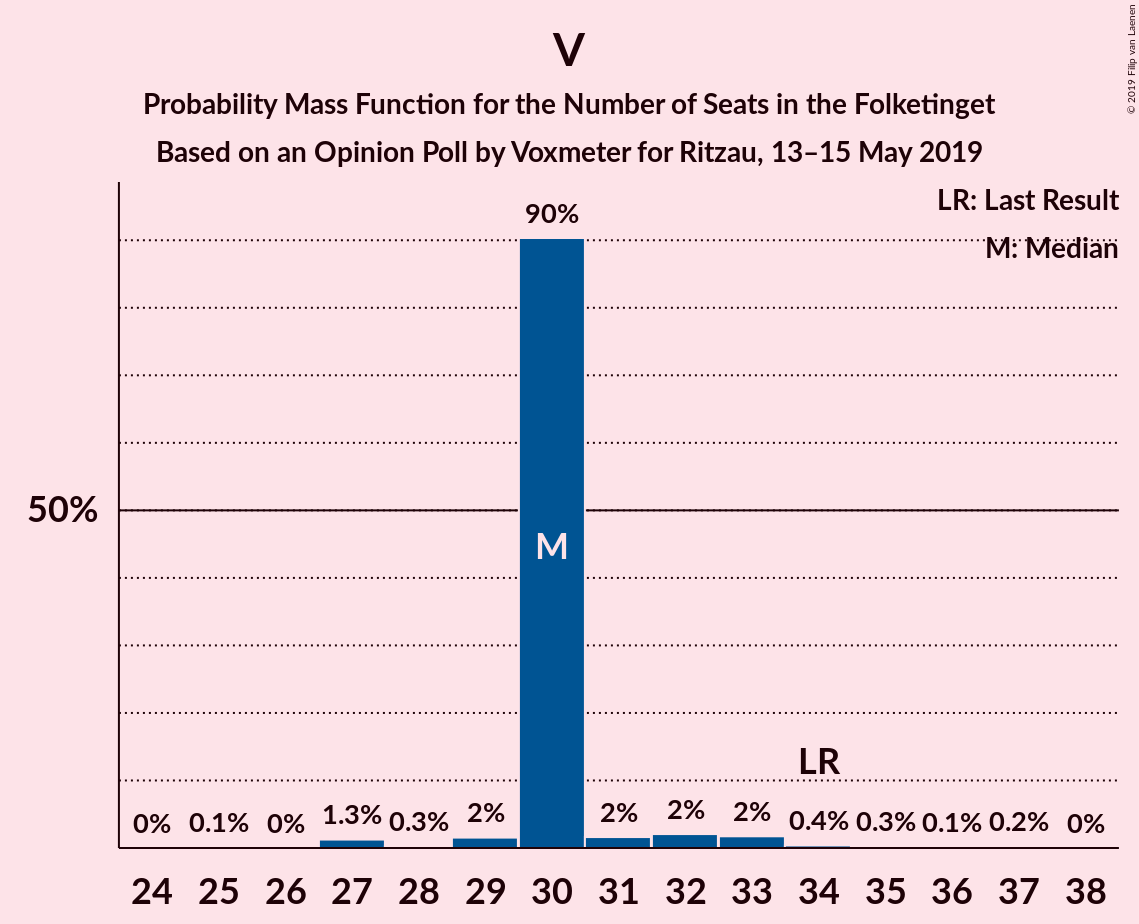 V
Probability Mass Function for the Number of Seats in the Folketinget
Based on an Opinion Poll by Voxmeter for Ritzau, 13–15 May 2019
© 2019 Filip van Laenen
LR: Last Result
M: Median
90%
50%
M
LR
0% 0.1% 0% 1.3% 0.3% 2% 2% 2% 2% 0.4% 0.3% 0.1% 0.2% 0%
24 25 26 27 28 29 30 31 32 33 34 35 36 37 38